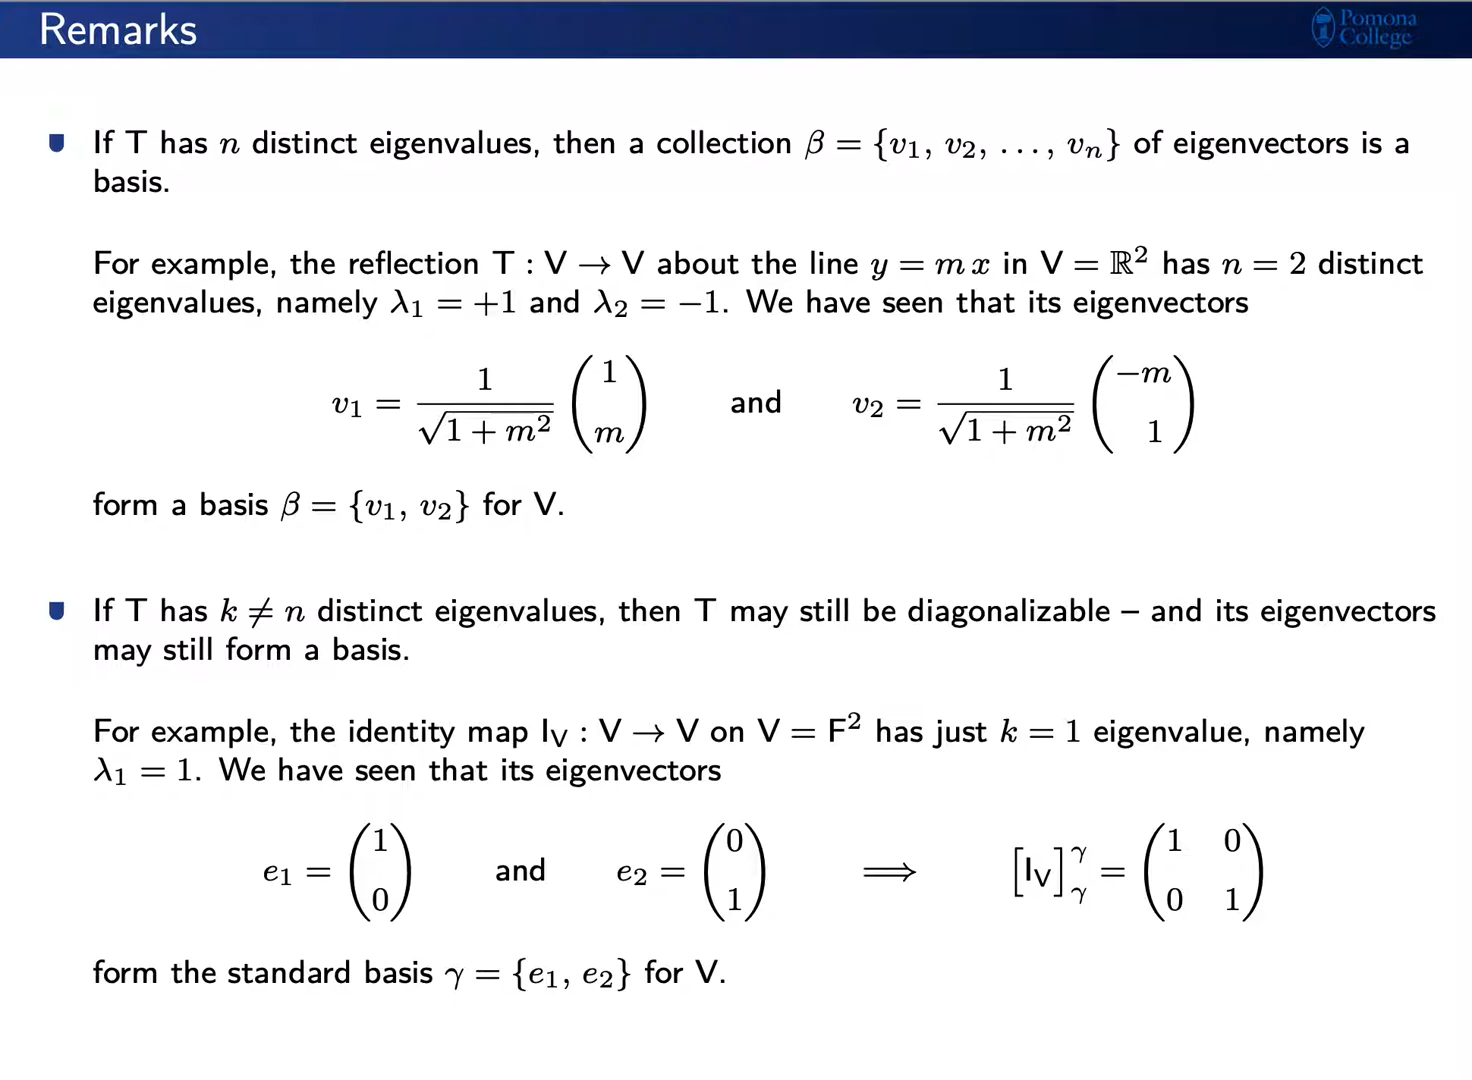 Remarks
Pomona
College
If T has n distinct eigenvalues, then a collection β = {v₁, v₂, ..., vₙ} of eigenvectors is a
basis.
For example, the reflection T : V → V about the line y = m x in V = ℝ² has n = 2 distinct
eigenvalues, namely λ₁ = +1 and λ₂ = −1. We have seen that its eigenvectors
v₁ = 1/√(1 + m²) (1 m) and v₂ = 1/√(1 + m²) (−m 1)
form a basis β = {v₁, v₂} for V.
If T has k ≠ n distinct eigenvalues, then T may still be diagonalizable – and its eigenvectors
may still form a basis.
For example, the identity map I_V : V → V on V = F² has just k = 1 eigenvalue, namely
λ₁ = 1. We have seen that its eigenvectors
e₁ = (1 0) and e₂ = (0 1) ⟹ [I_V]_γ^γ = (1 0 0 1)
form the standard basis γ = {e₁, e₂} for V.